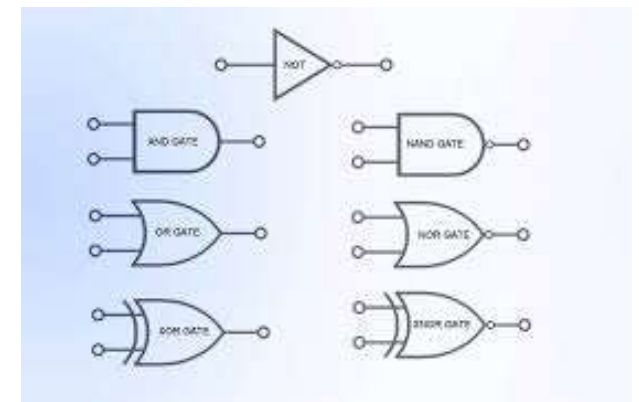 NOT
AND GATE
NAND GATE
OR GATE
NOR GATE
XOR GATE
XNOR GATE